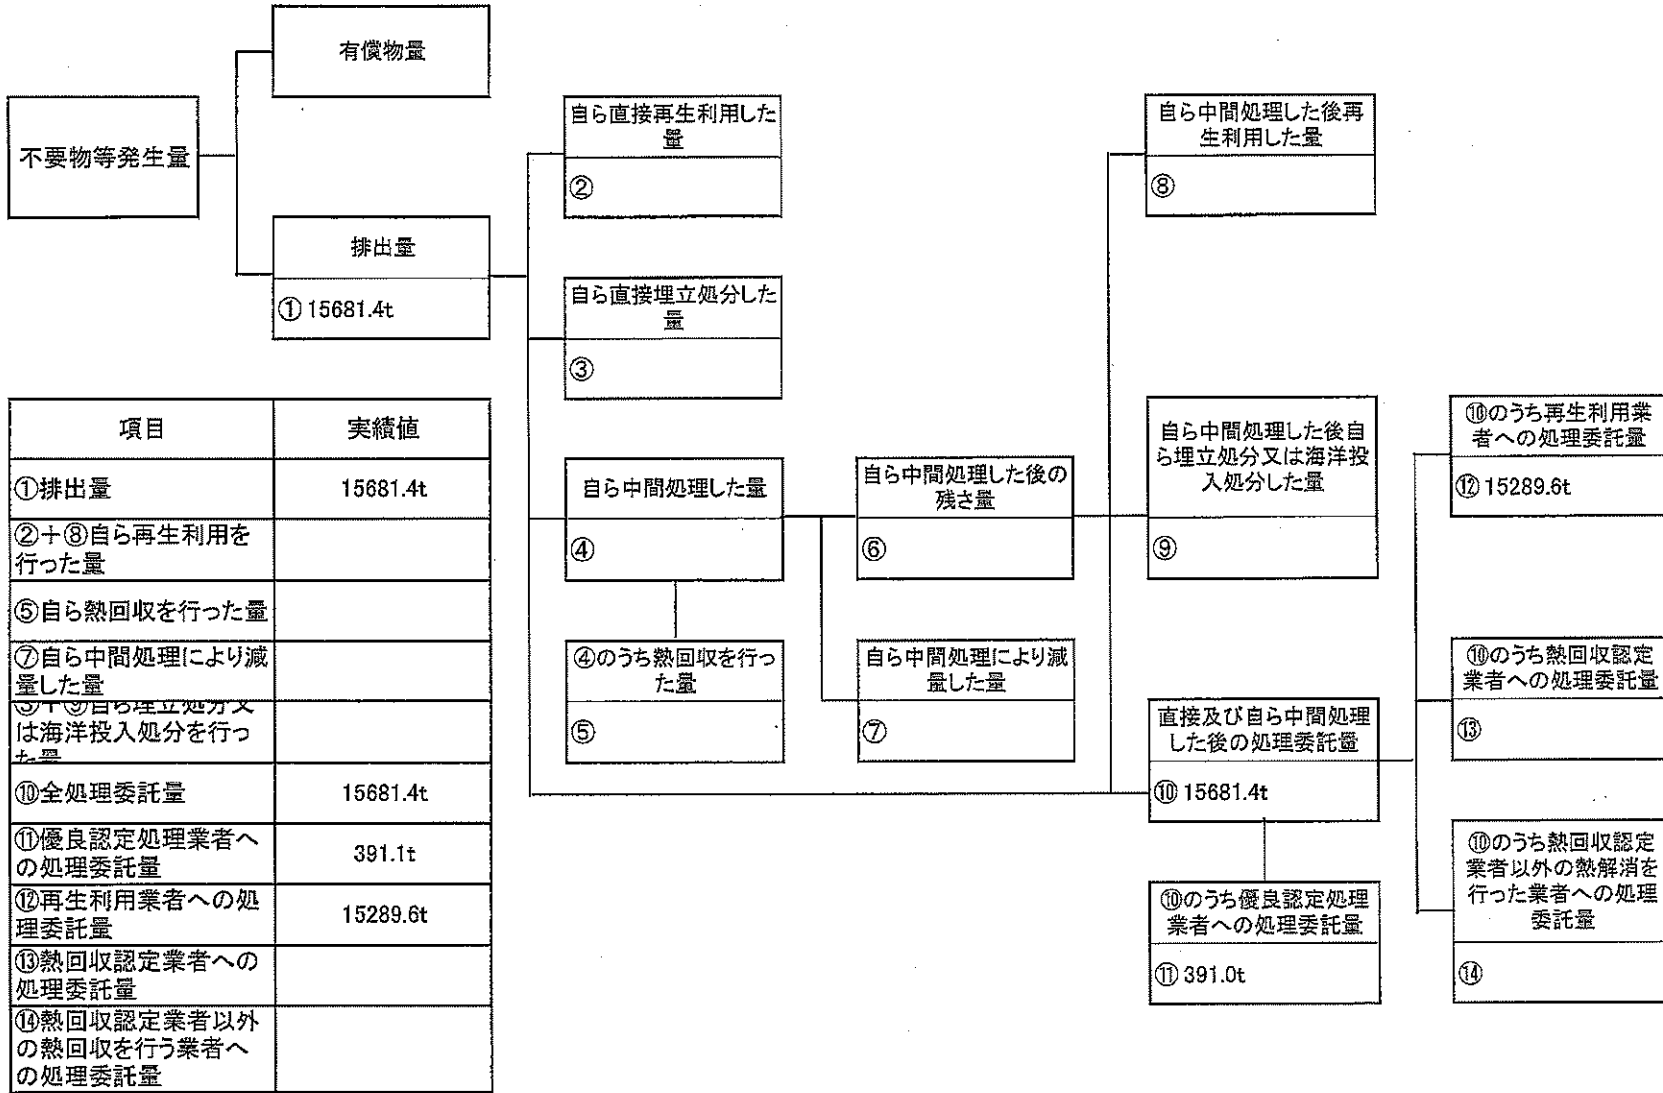 有償物量
不要物等発生量
排出量
①15681.4t
自ら直接再生利用した
量
②
自ら直接埋立処分した
量
③
自ら中間処理した量
④
④のうち熱回収を行っ
た量
⑤
自ら中間処理した後の
残さ量
⑥
自ら中間処理により減
量した量
⑦
自ら中間処理した後再
生利用した量
⑧
自ら中間処理した後自
ら埋立処分又は海洋投
入処分した量
⑨
直接及び自ら中間処理
した後の処理委託量
⑩ 15681.4t
⑩のうち優良認定処理
業者への処理委託量
⑪ 391.0t
⑩のうち再生利用業
者への処理委託量
⑫ 15289.6t
⑩のうち熱回収認定
業者への処理委託量
⑬
⑩のうち熱回収認定
業者以外の熱解消を
行った業者への処理
委託量
⑭
項目 実績値
①排出量 15681.4t
②+⑧自ら再生利用を
行った量
⑤自ら熱回収を行った量
⑦自ら中間処理により減
量した量
③+⑨自ら埋立処分又
は海洋投入処分を行っ
た量
⑩全処理委託量 15681.4t
⑪優良認定処理業者へ
の処理委託量 391.1t
⑫再生利用業者への処
理委託量 15289.6t
⑬熱回収認定業者への
処理委託量
⑭熱回収認定業者以外
の熱回収を行う業者へ
の処理委託量